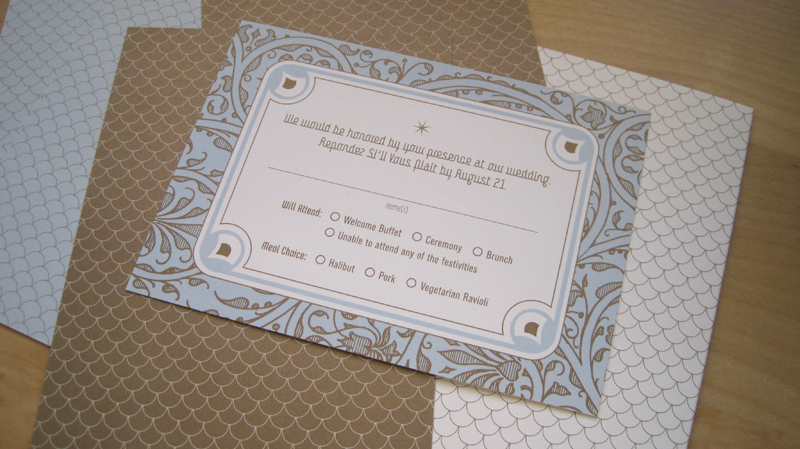 We would be honored by you presence at our wedding.
Repondez S'il Vous Plait by August 21.
name(s)
Will Attend: Welcome Buffet Ceremony Brunch
Unable to attend any of the festivities
Meal Choice: Halibut Pork Vegetarian Ravioli